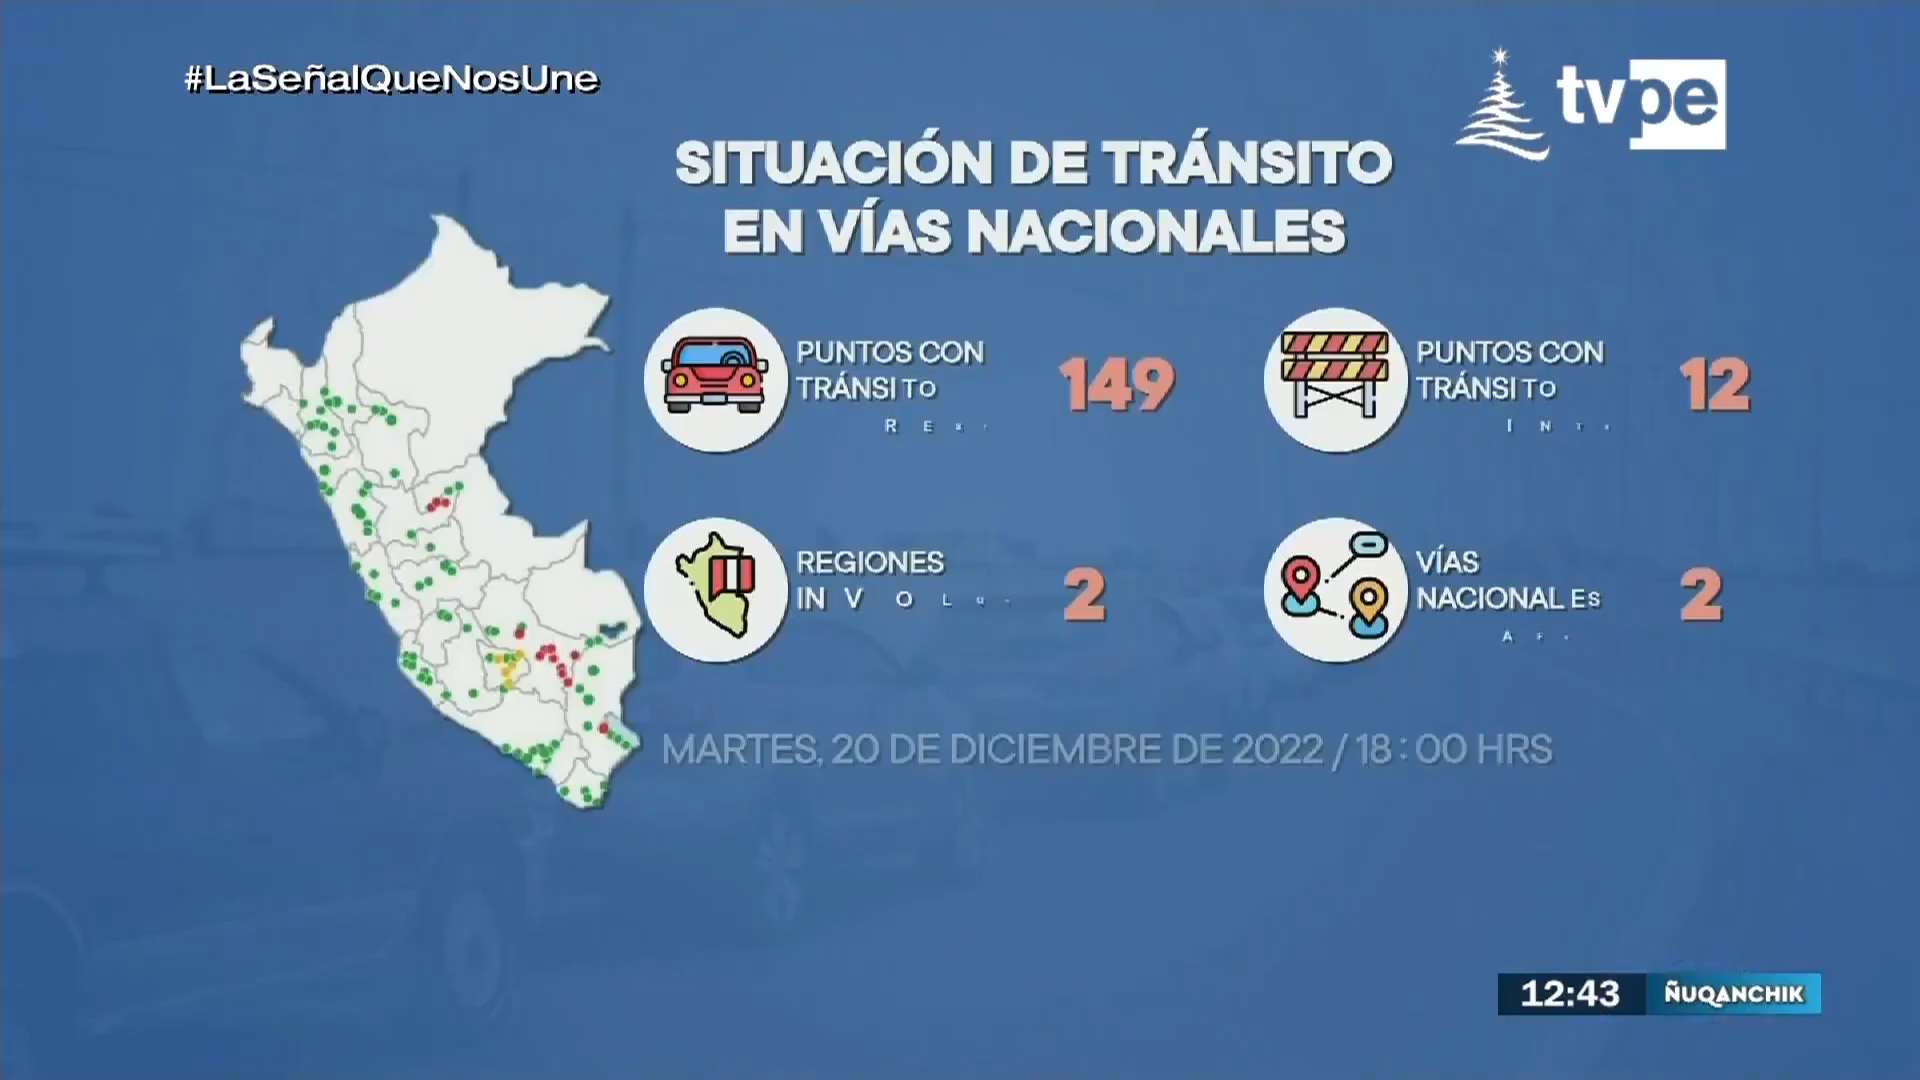 #LaSeñalQueNosUne
tvpe
SITUACIÓN DE TRÁNSITO
EN VÍAS NACIONALES
PUNTOS CON
TRÁNSITO
149
PUNTOS CON
TRÁNSITO
12
REGIONES
2
VÍAS
NACIONALES
2
MARTES, 20 DE DICIEMBRE DE 2022 / 18:00 HRS
12:43 ÑUQANCHIK